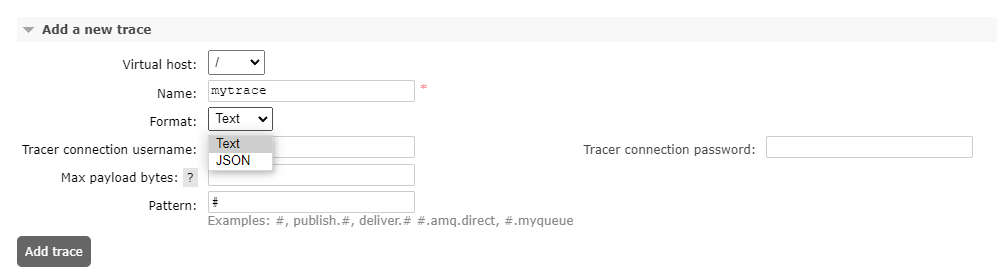 Add a new trace
Virtual host: /
Name: mytrace *
Format: Text
Text
Tracer connection username: Tracer connection password:
JSON
Max payload bytes: ?
Pattern: #
Examples: #, publish.#, deliver.# #.amq.direct, #.myqueue
Add trace